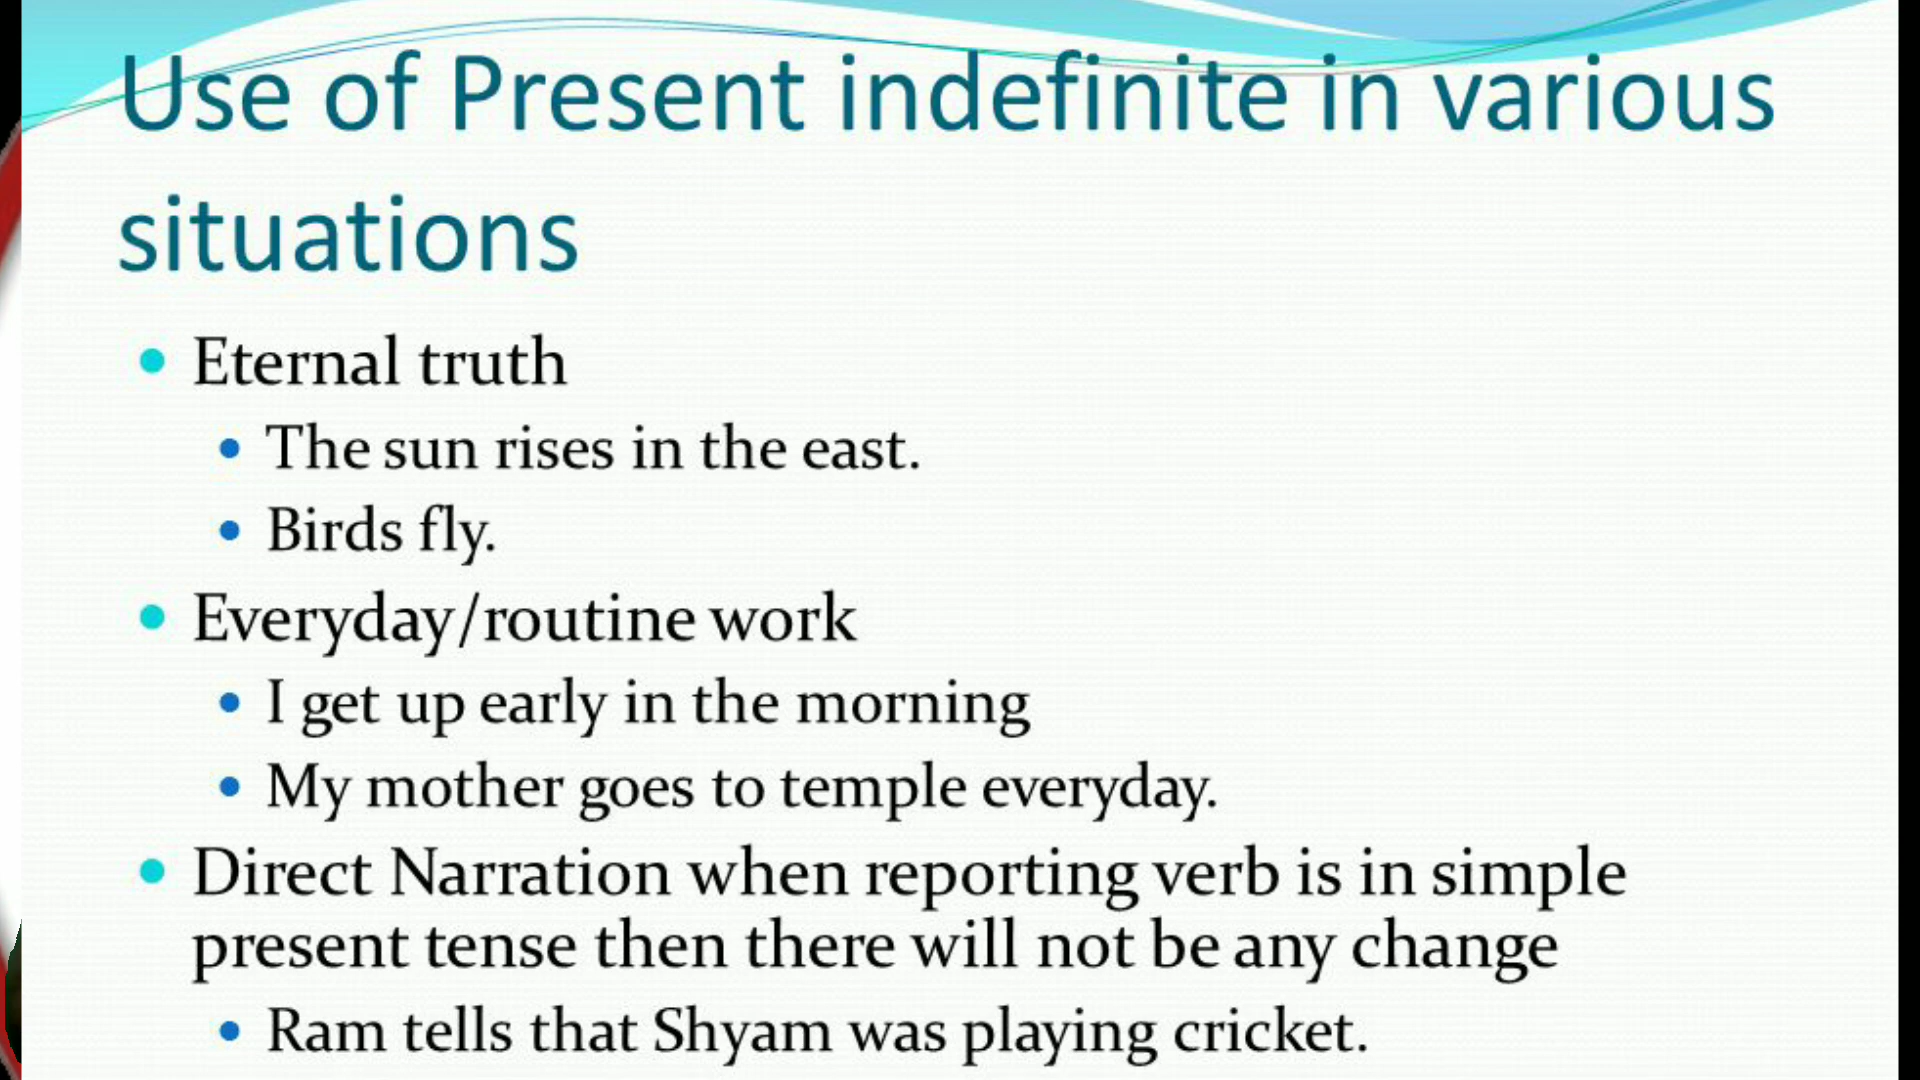 Use of Present indefinite in various
situations
Eternal truth
The sun rises in the east.
Birds fly.
Everyday/routine work
I get up early in the morning
My mother goes to temple everyday.
Direct Narration when reporting verb is in simple
present tense then there will not be any change
Ram tells that Shyam was playing cricket.